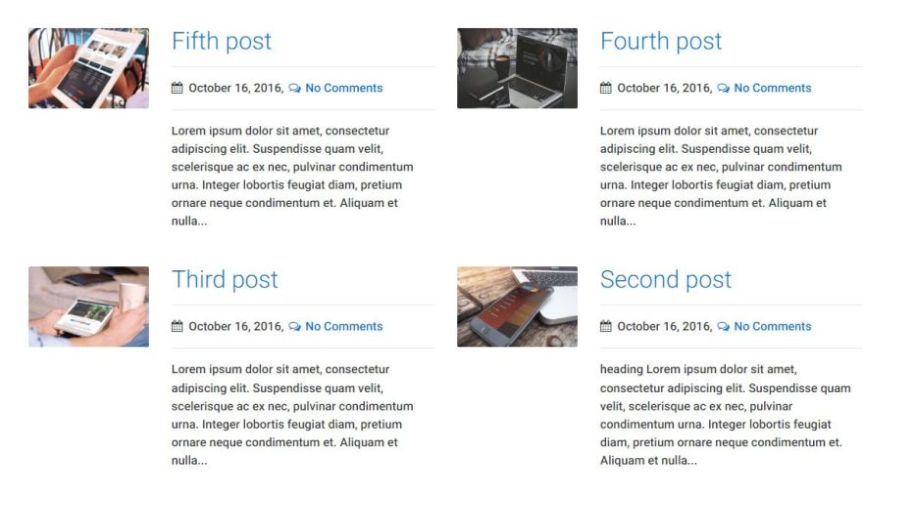 Fifth post
October 16, 2016, No Comments
Lorem ipsum dolor sit amet, consectetur
adipiscing elit. Suspendisse quam velit,
scelerisque ac ex nec, pulvinar condimentum
urna. Integer lobortis feugiat diam, pretium
ornare neque condimentum et. Aliquam et
nulla...
Fourth post
October 16, 2016, No Comments
Lorem ipsum dolor sit amet, consectetur
adipiscing elit. Suspendisse quam velit,
scelerisque ac ex nec, pulvinar condimentum
urna. Integer lobortis feugiat diam, pretium
ornare neque condimentum et. Aliquam et
nulla...
Third post
October 16, 2016, No Comments
Lorem ipsum dolor sit amet, consectetur
adipiscing elit. Suspendisse quam velit,
scelerisque ac ex nec, pulvinar condimentum
urna. Integer lobortis feugiat diam, pretium
ornare neque condimentum et. Aliquam et
nulla...
Second post
October 16, 2016, No Comments
heading Lorem ipsum dolor sit amet,
consectetur adipiscing elit. Suspendisse quam
velit, scelerisque ac ex nec, pulvinar
condimentum urna. Integer lobortis feugiat
diam, pretium ornare neque condimentum et.
Aliquam et nulla...